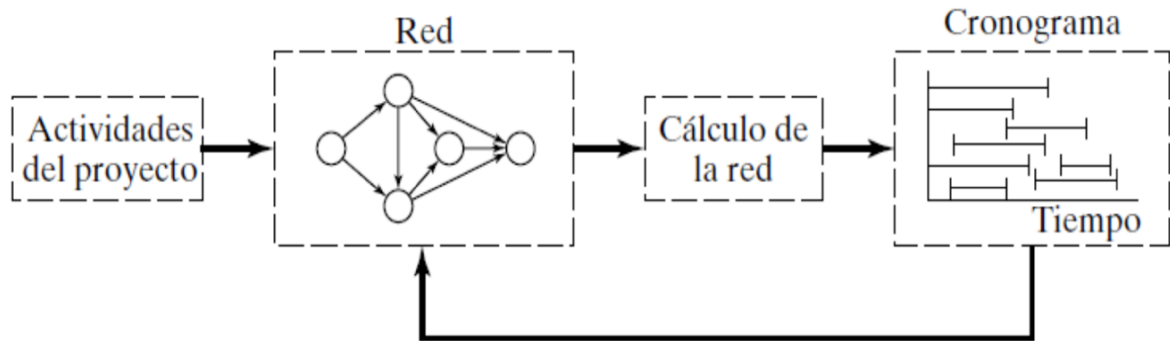 Red
Cronograma
Actividades
del proyecto
Cálculo de
la red
Tiempo